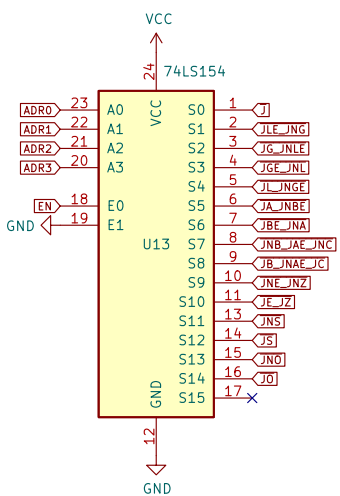 VCC
24
74LS154
VCC
ADR0 23 A0 S0 1 J
ADR1 22 A1 S1 2 JLE_JNG
ADR2 21 A2 S2 3 JG_JNLE
ADR3 20 A3 S3 4 JGE_JNL
S4 5 JL_JNGE
EN 18 E0 S5 6 JA_JNBE
GND 19 E1 S6 7 JBE_JNA
U13 S7 8 JNB_JAE_JNC
S8 9 JB_JNAE_JC
S9 10 JNE_JNZ
S10 11 JE_JZ
S11 13 JNS
S12 14 JS
S13 15 JNO
S14 16 JO
S15 17
GND
12
GND